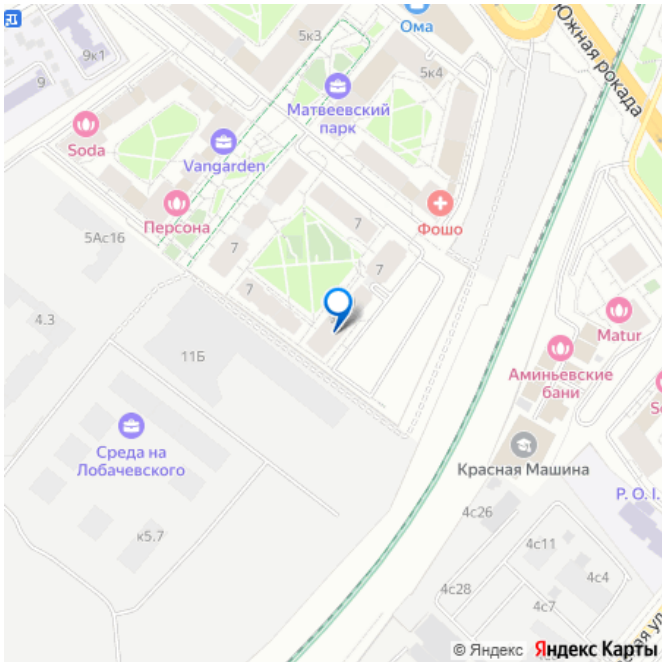 Ома
5к3
Южная рокада
9к1
5к4
9
Матвеевский
парк
Soda
Vangarden
Персона
Фошо
7
5Ас16
7
7
7
4.3
Matur
11Б
Аминьевские
бани
Среда на
Лобачевского
Красная Машина
P. O. I.
4с26
к5.7
4с11
4с4
4с28
4с7
© Яндекс Яндекс Карты